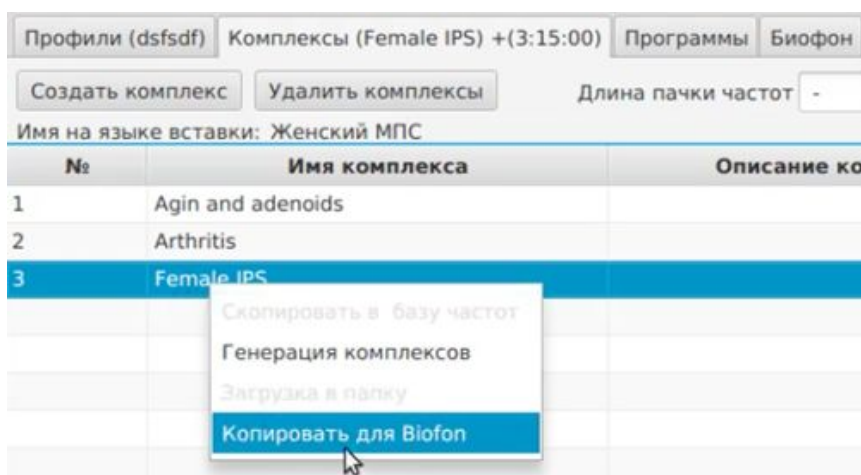 Профили (dsfsdf) Комплексы (Female IPS) +(3:15:00) Программы Биофон
Создать комплекс Удалить комплексы Длина пачки частот -
Имя на языке вставки: Женский МПС
№ Имя комплекса Описание ко
1 Agin and adenoids
2 Arthritis
3 Female IPS
Скопировать в базу частот
Генерация комплексов
Загрузка в папку
Копировать для Biofon